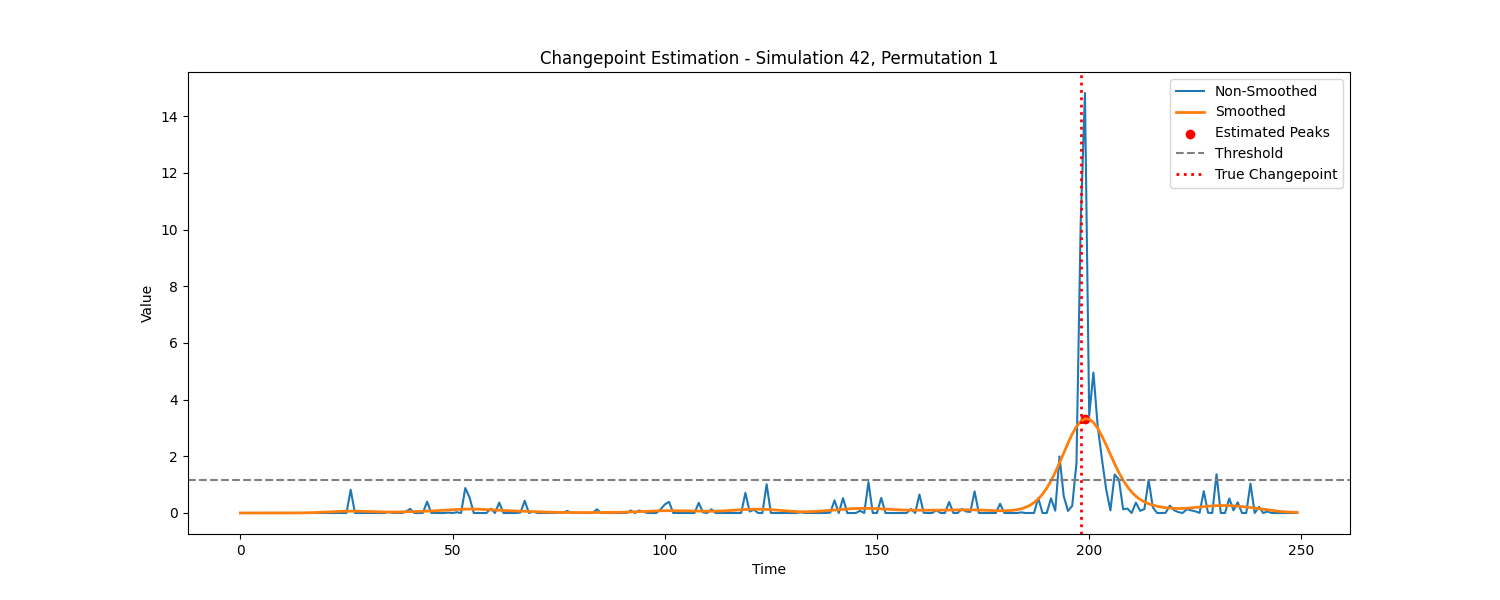 Changepoint Estimation - Simulation 42, Permutation 1
Non-Smoothed
Smoothed
Estimated Peaks
Threshold
True Changepoint
14
12
10
8
6
4
2
0
Value
0
50
100
150
200
250
Time